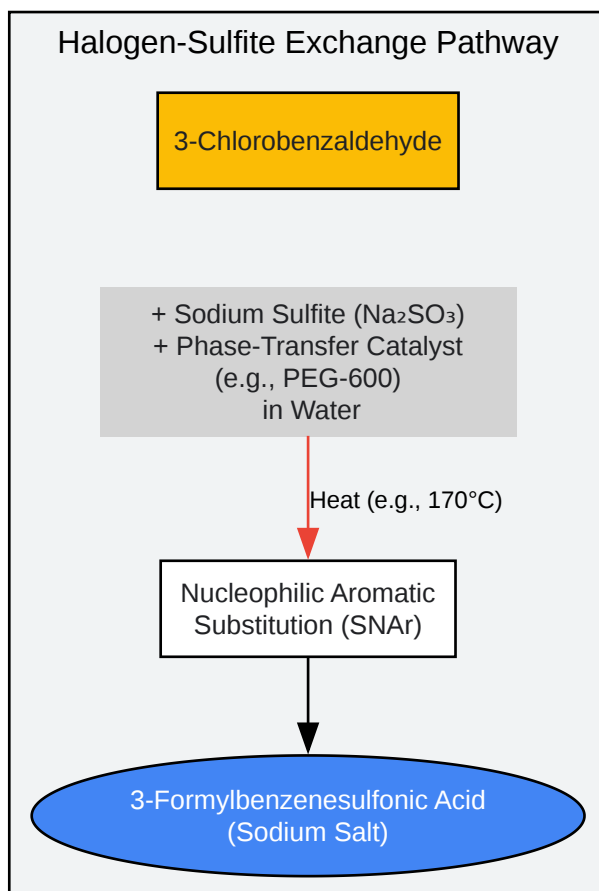 Halogen-Sulfite Exchange Pathway
3-Chlorobenzaldehyde
+ Sodium Sulfite (Na₂SO₃)
+ Phase-Transfer Catalyst
(e.g., PEG-600)
in Water
Heat (e.g., 170°C)
Nucleophilic Aromatic
Substitution (SNAr)
3-Formylbenzenesulfonic Acid
(Sodium Salt)